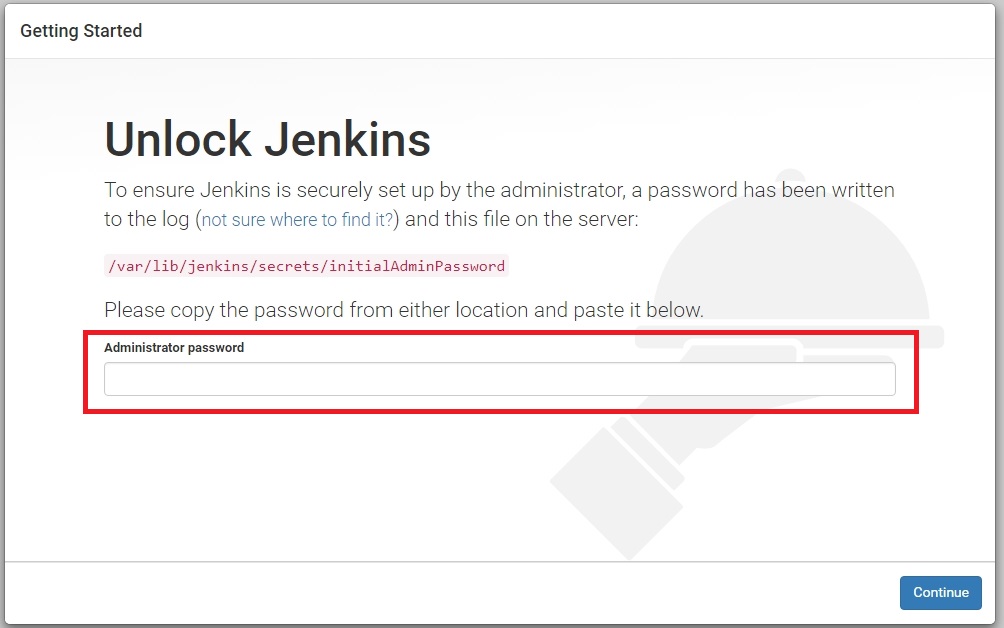 Getting Started
Unlock Jenkins
To ensure Jenkins is securely set up by the administrator, a password has been written
to the log (not sure where to find it?) and this file on the server:
/var/lib/jenkins/secrets/initialAdminPassword
Please copy the password from either location and paste it below.
Administrator password
Continue